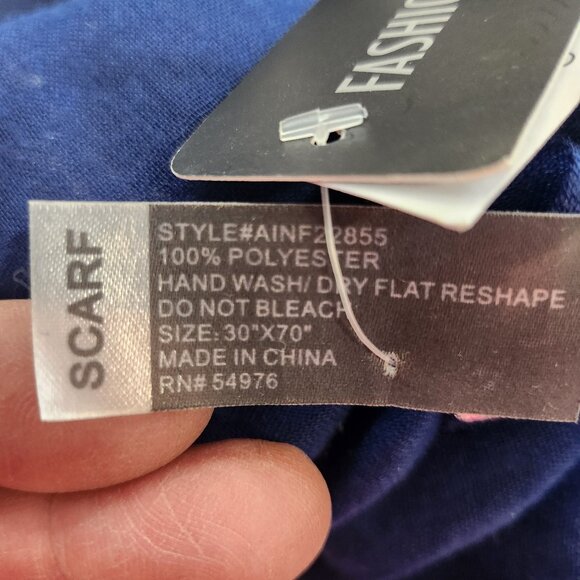 FASHIO
SCARF
STYLE#AINF22855
100% POLYESTER
HAND WASH/ DRY FLAT RESHAPE
DO NOT BLEACH
SIZE: 30"X70"
MADE IN CHINA
RN# 54976